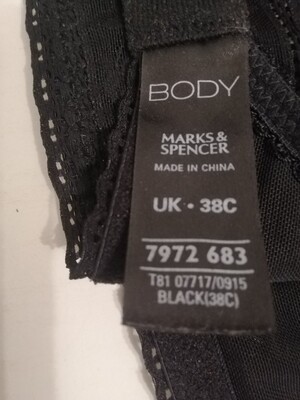 BODY
MARKS &
SPENCER
MADE IN CHINA
UK • 38C
7972 683
T81 07717/0915
BLACK(38C)